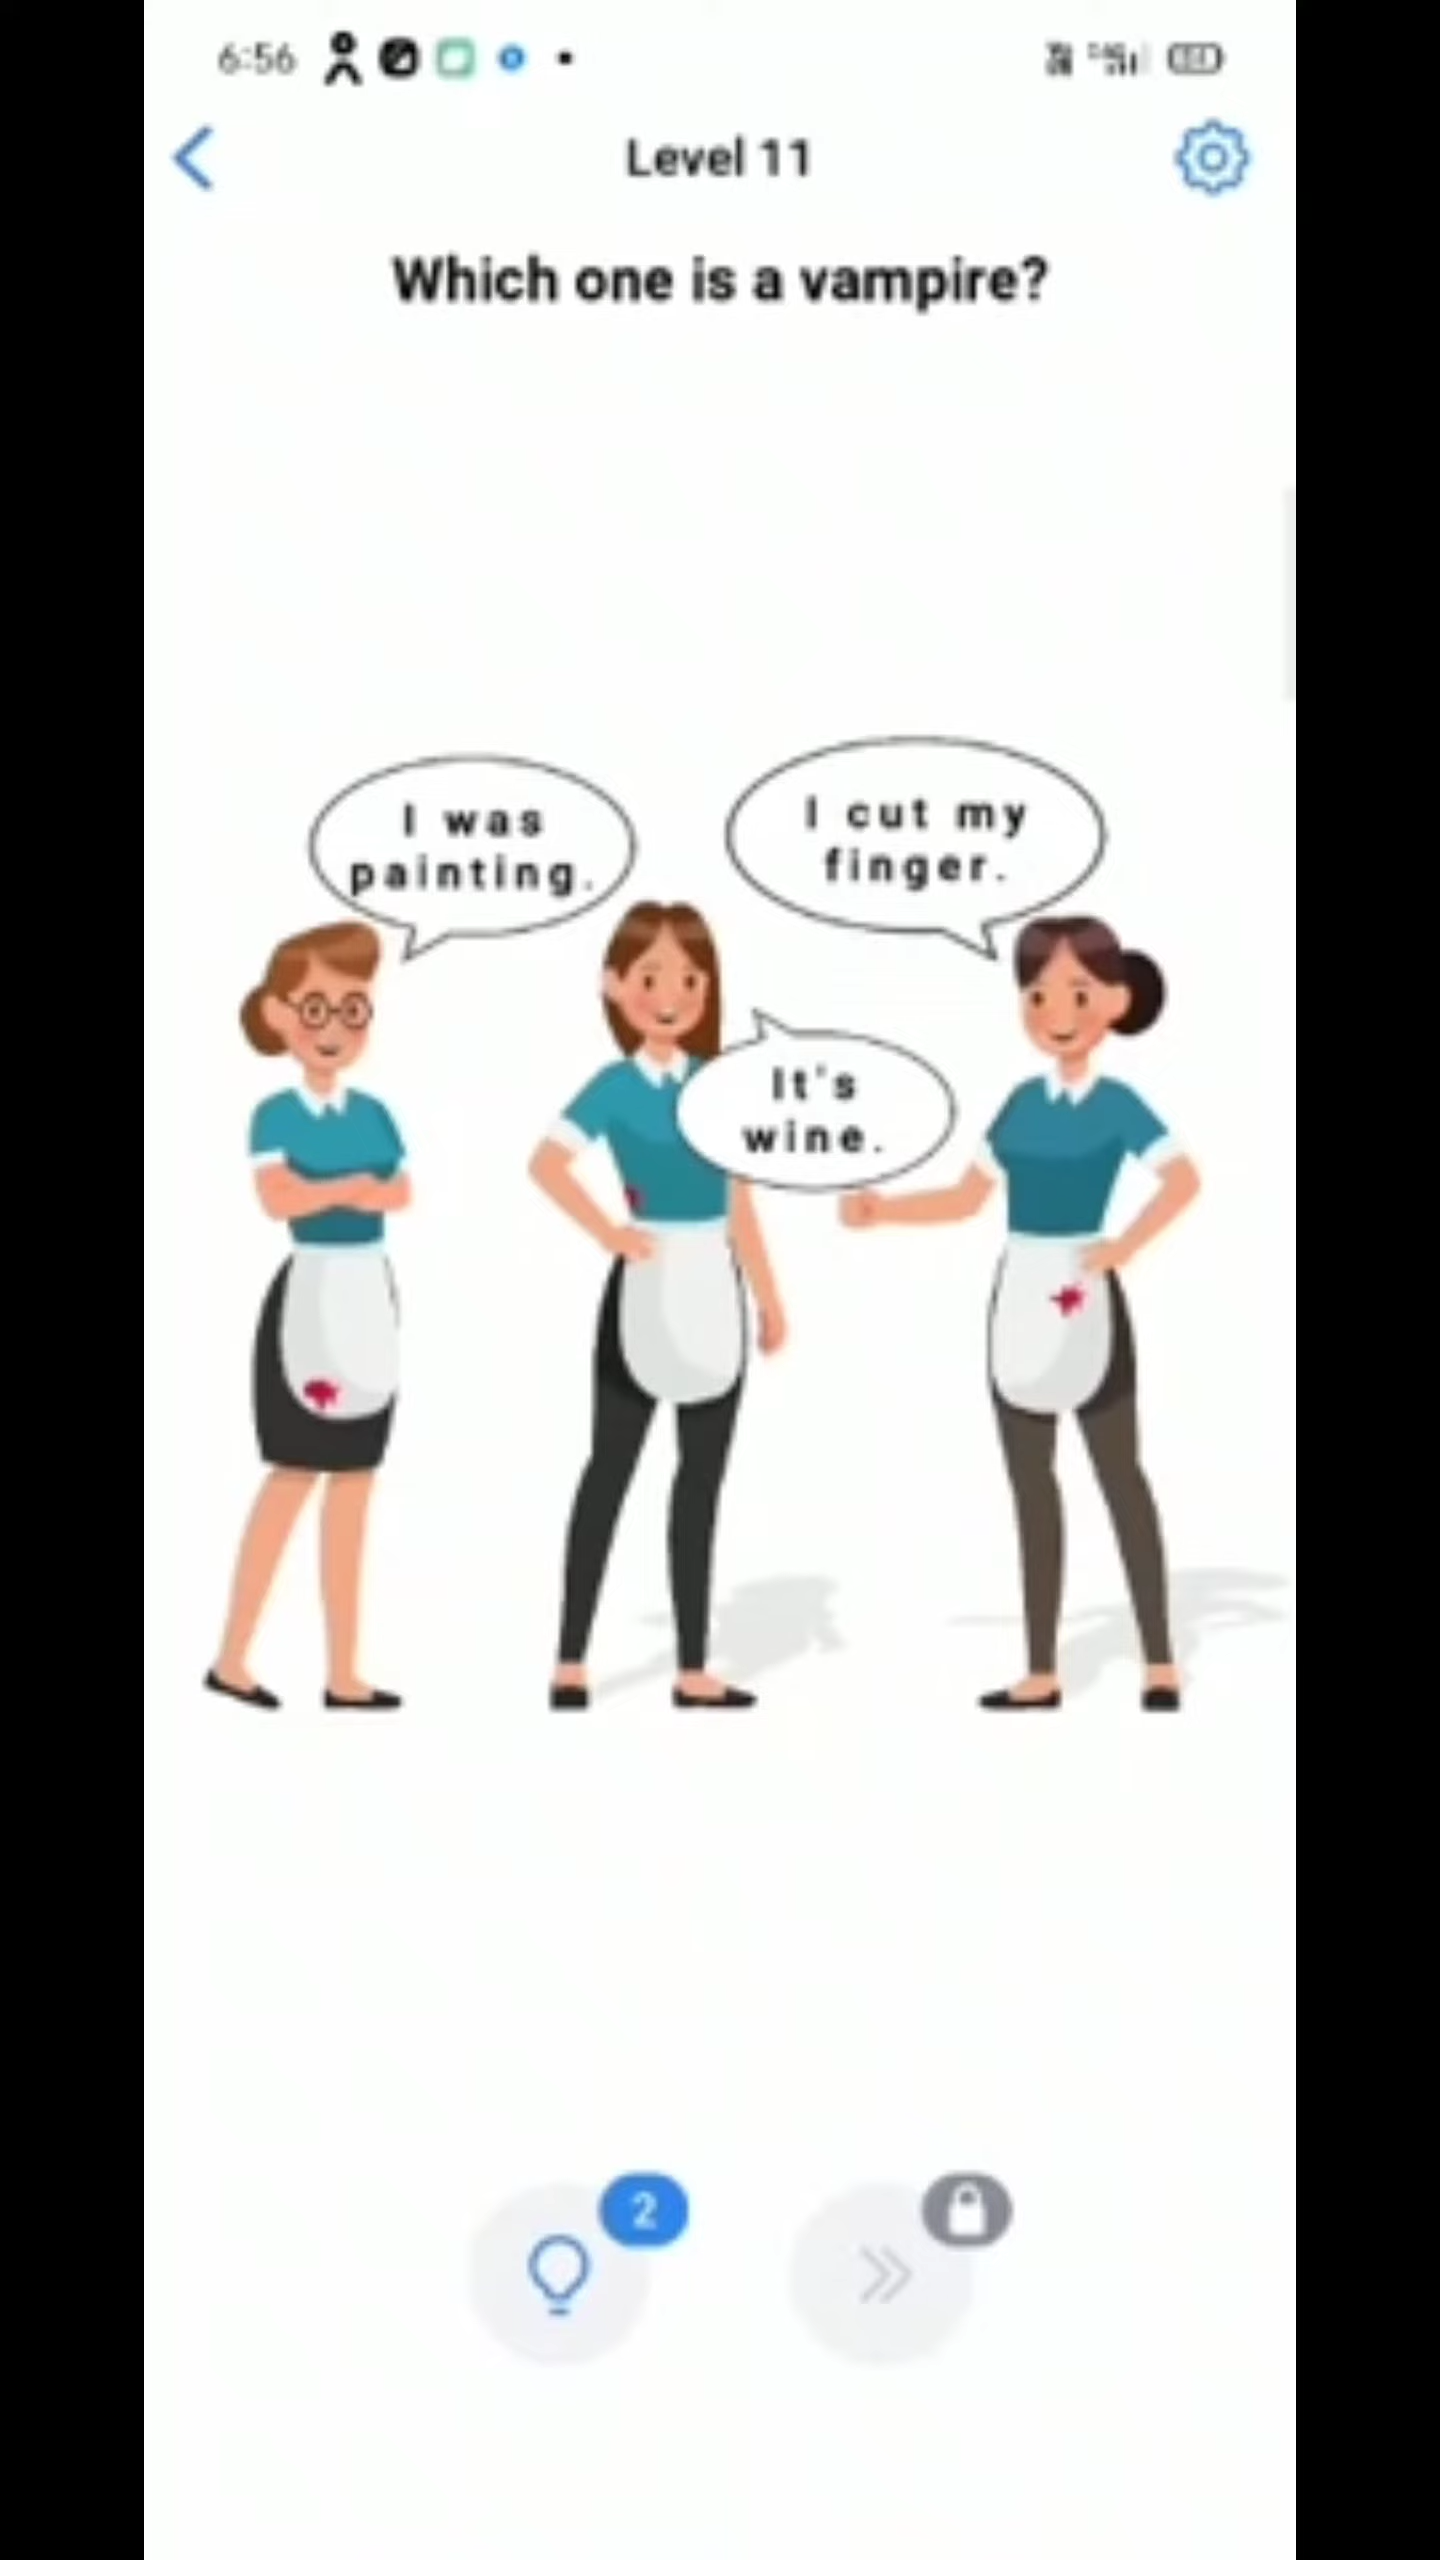 6:56
Level 11
Which one is a vampire?
I was
painting.
I cut my
finger.
It's
wine.
2